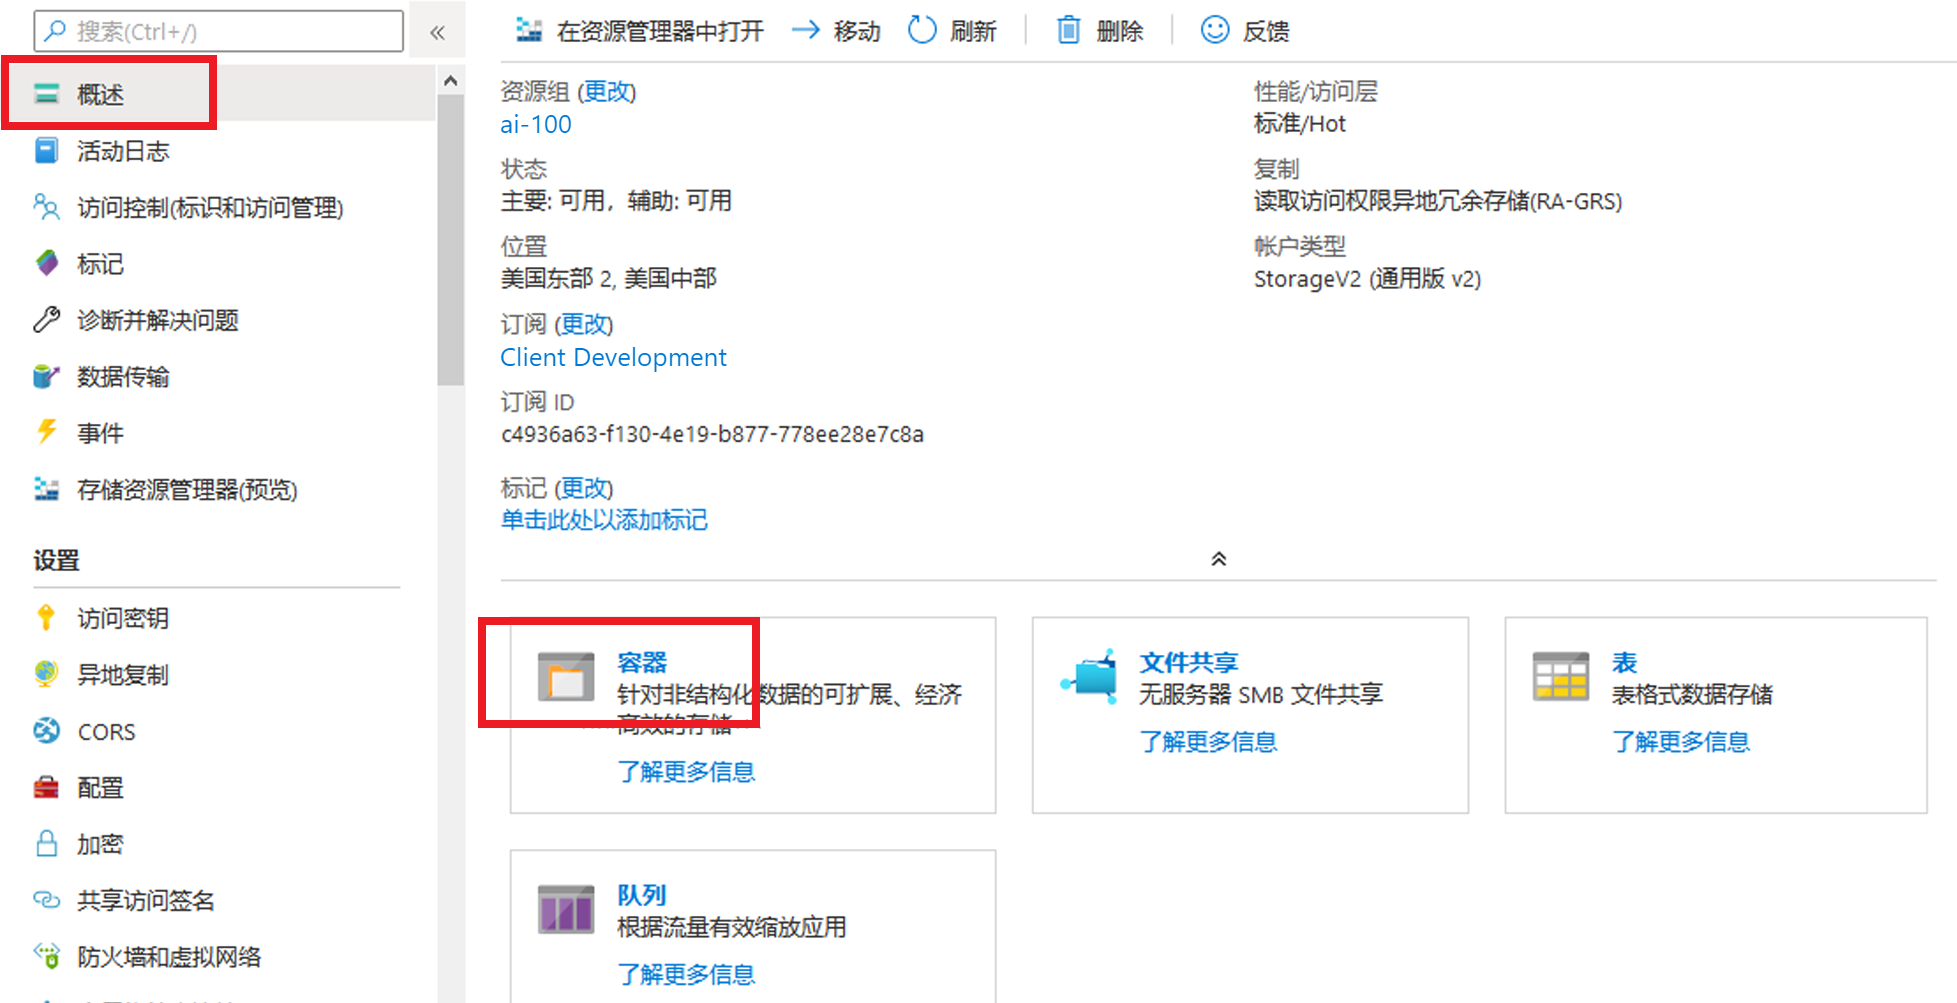 搜索(Ctrl+/)
«
概述
活动日志
访问控制(标识和访问管理)
标记
诊断并解决问题
数据传输
事件
存储资源管理器(预览)
设置
访问密钥
异地复制
CORS
配置
加密
共享访问签名
防火墙和虚拟网络
在资源管理器中打开 移动 刷新 删除 反馈
资源组 (更改)
ai-100
状态
主要: 可用，辅助: 可用
位置
美国东部 2, 美国中部
订阅 (更改)
Client Development
订阅 ID
c4936a63-f130-4e19-b877-778ee28e7c8a
标记 (更改)
单击此处以添加标记
性能/访问层
标准/Hot
复制
读取访问权限异地冗余存储(RA-GRS)
帐户类型
StorageV2 (通用版 v2)
容器
针对非结构化数据的可扩展、经济
高效的存储
了解更多信息
文件共享
无服务器 SMB 文件共享
了解更多信息
表
表格式数据存储
了解更多信息
队列
根据流量有效缩放应用
了解更多信息